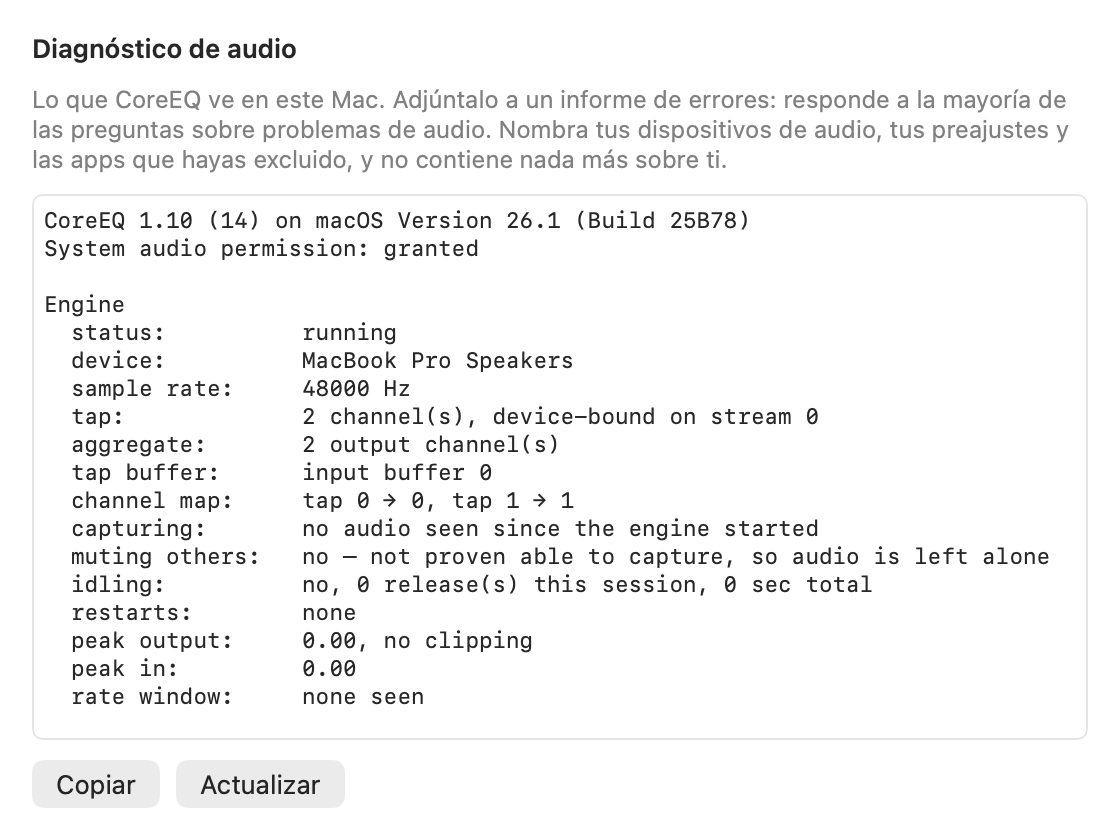 Diagnóstico de audio
Lo que CoreEQ ve en este Mac. Adjúntalo a un informe de errores: responde a la mayoría de
las preguntas sobre problemas de audio. Nombra tus dispositivos de audio, tus preajustes y
las apps que hayas excluido, y no contiene nada más sobre ti.
CoreEQ 1.10 (14) on macOS Version 26.1 (Build 25B78)
System audio permission: granted
Engine
status: running
device: MacBook Pro Speakers
sample rate: 48000 Hz
tap: 2 channel(s), device-bound on stream 0
aggregate: 2 output channel(s)
tap buffer: input buffer 0
channel map: tap 0 → 0, tap 1 → 1
capturing: no audio seen since the engine started
muting others: no — not proven able to capture, so audio is left alone
idling: no, 0 release(s) this session, 0 sec total
restarts: none
peak output: 0.00, no clipping
peak in: 0.00
rate window: none seen
Copiar Actualizar